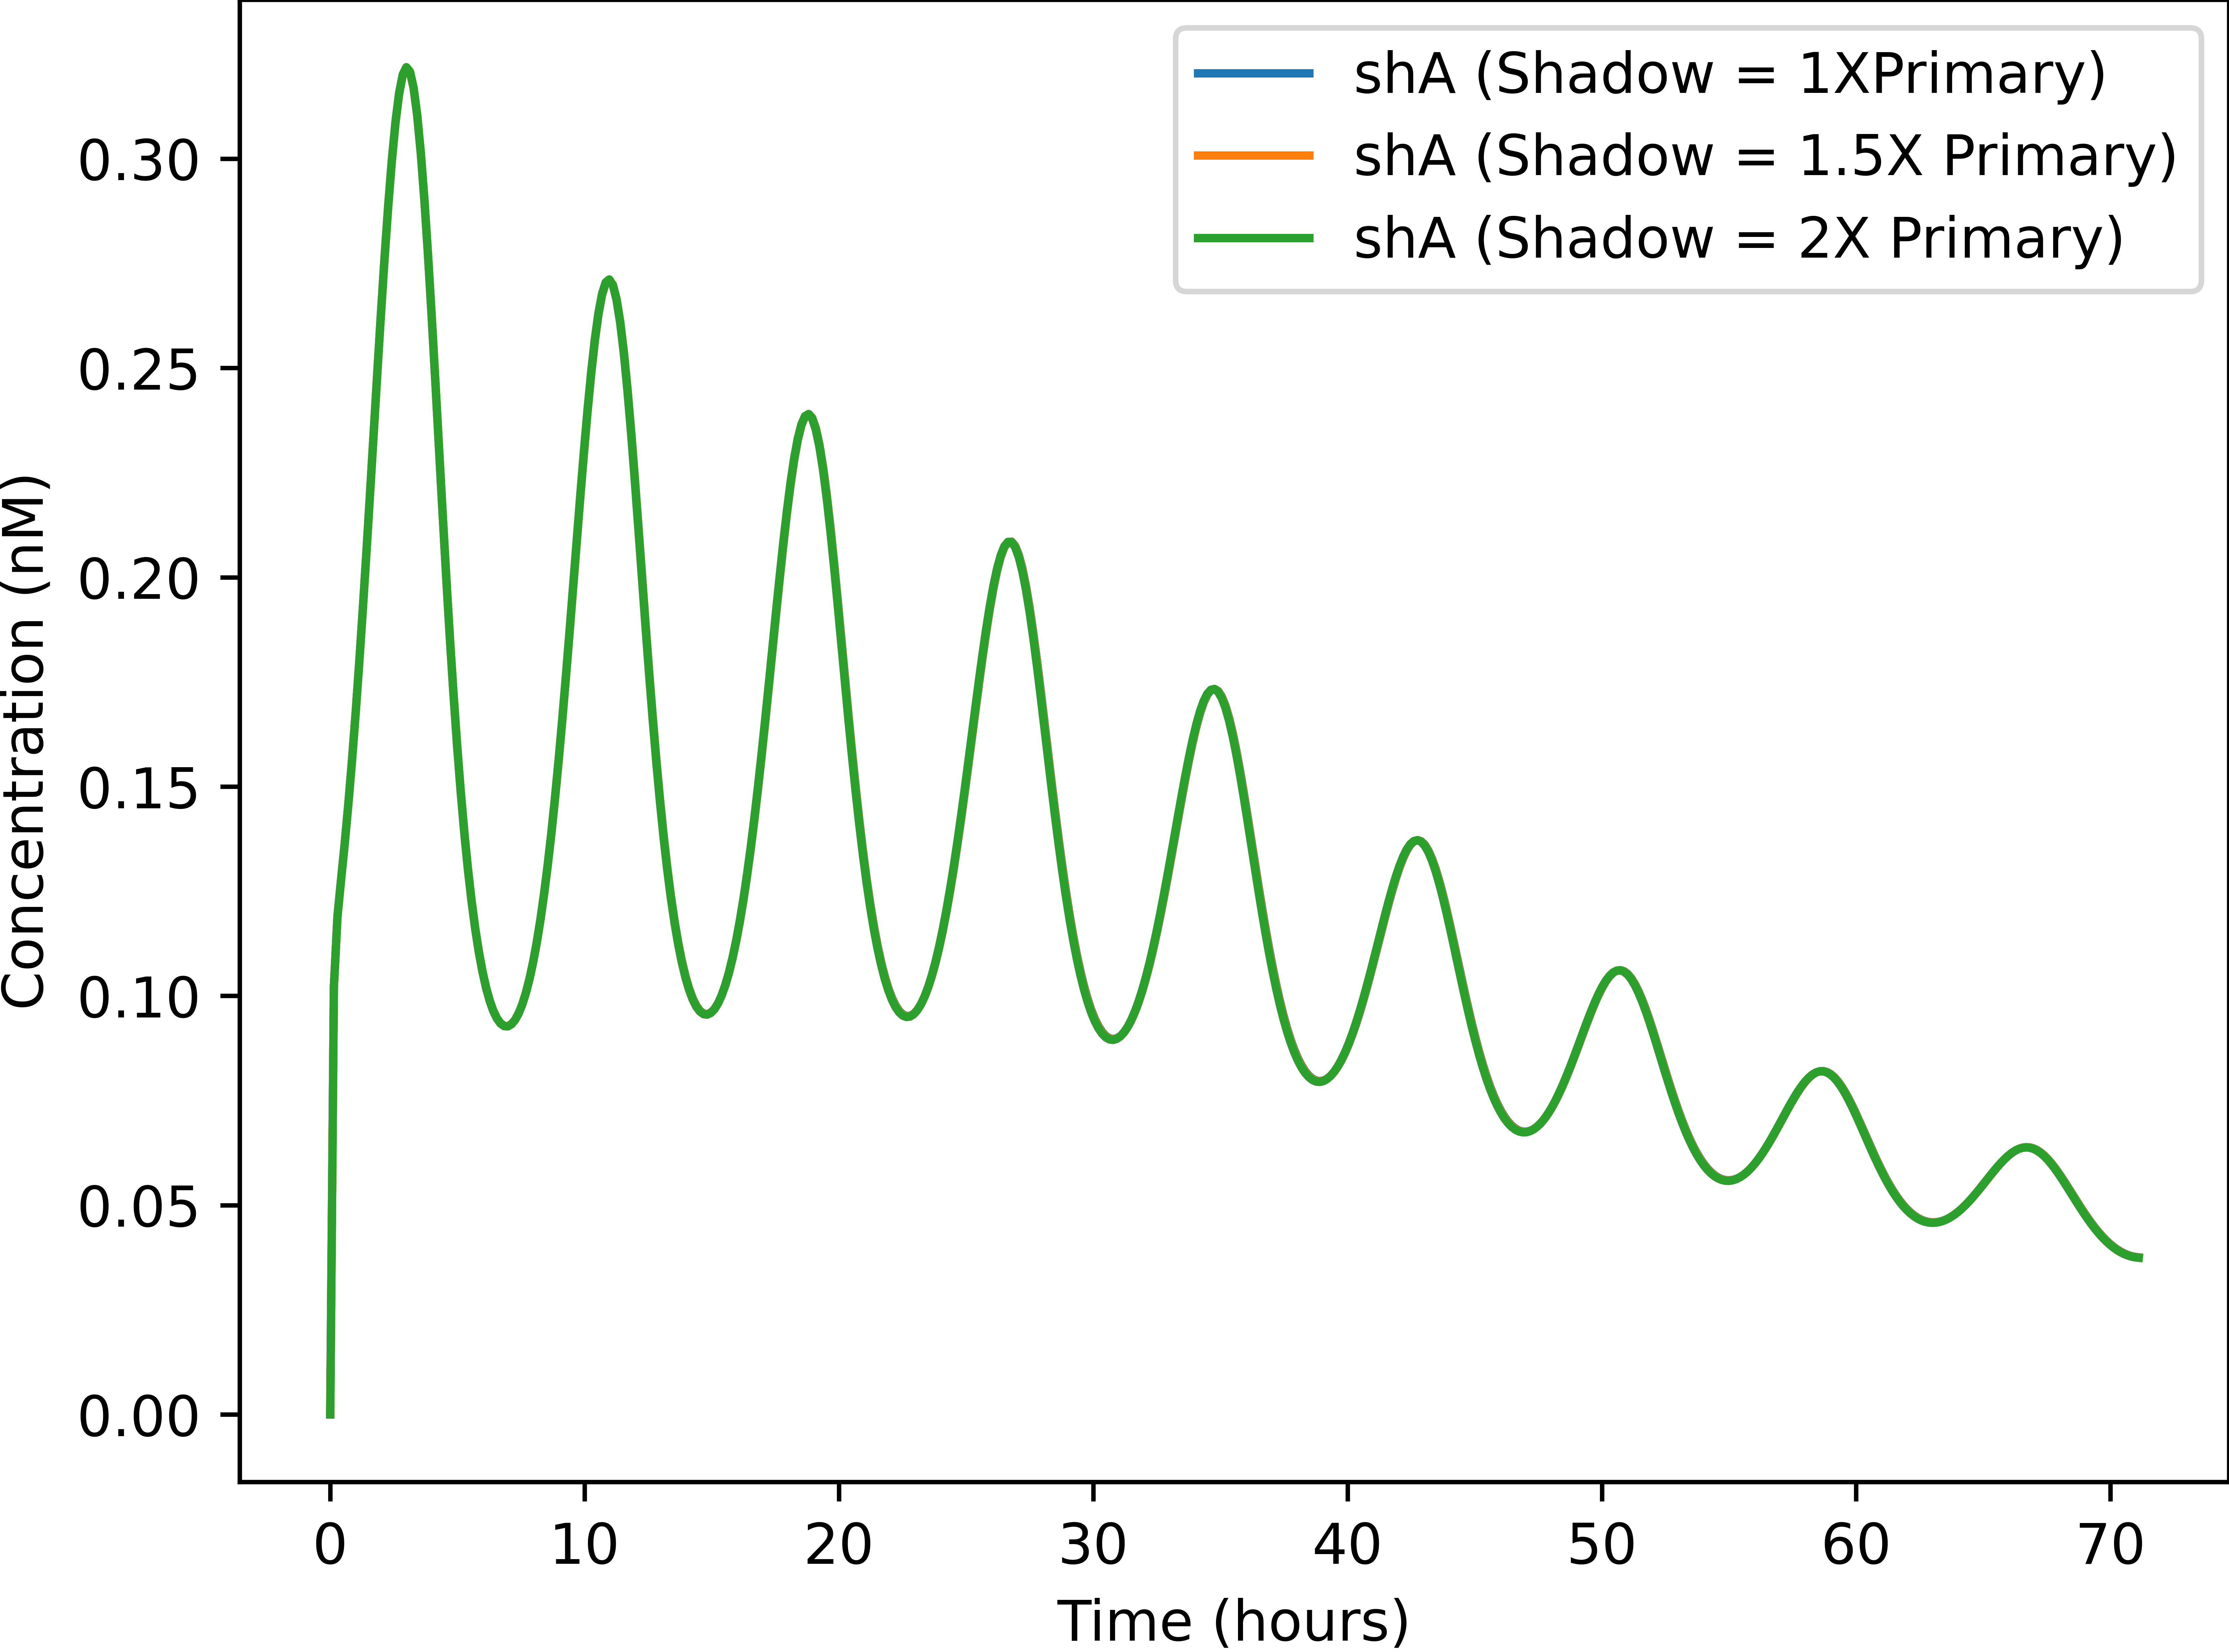 shA (Shadow = 1XPrimary)
shA (Shadow = 1.5X Primary)
shA (Shadow = 2X Primary)
0.30
0.25
0.20
0.15
0.10
0.05
0.00
Concentration (nM)
0 10 20 30 40 50 60 70
Time (hours)